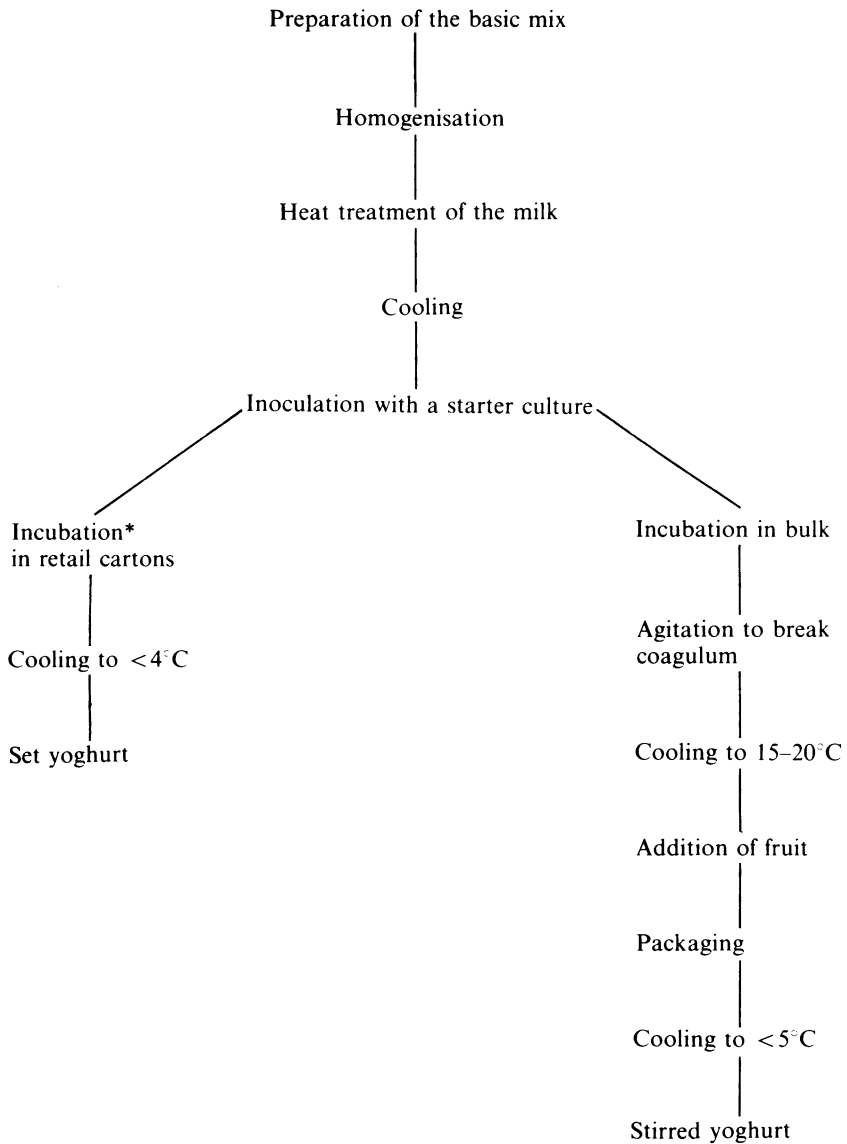 Preparation of the basic mix
Homogenisation
Heat treatment of the milk
Cooling
Inoculation with a starter culture
Incubation*
in retail cartons
Cooling to <4°C
Set yoghurt
Incubation in bulk
Agitation to break
coagulum
Cooling to 15–20°C
Addition of fruit
Packaging
Cooling to <5°C
Stirred yoghurt